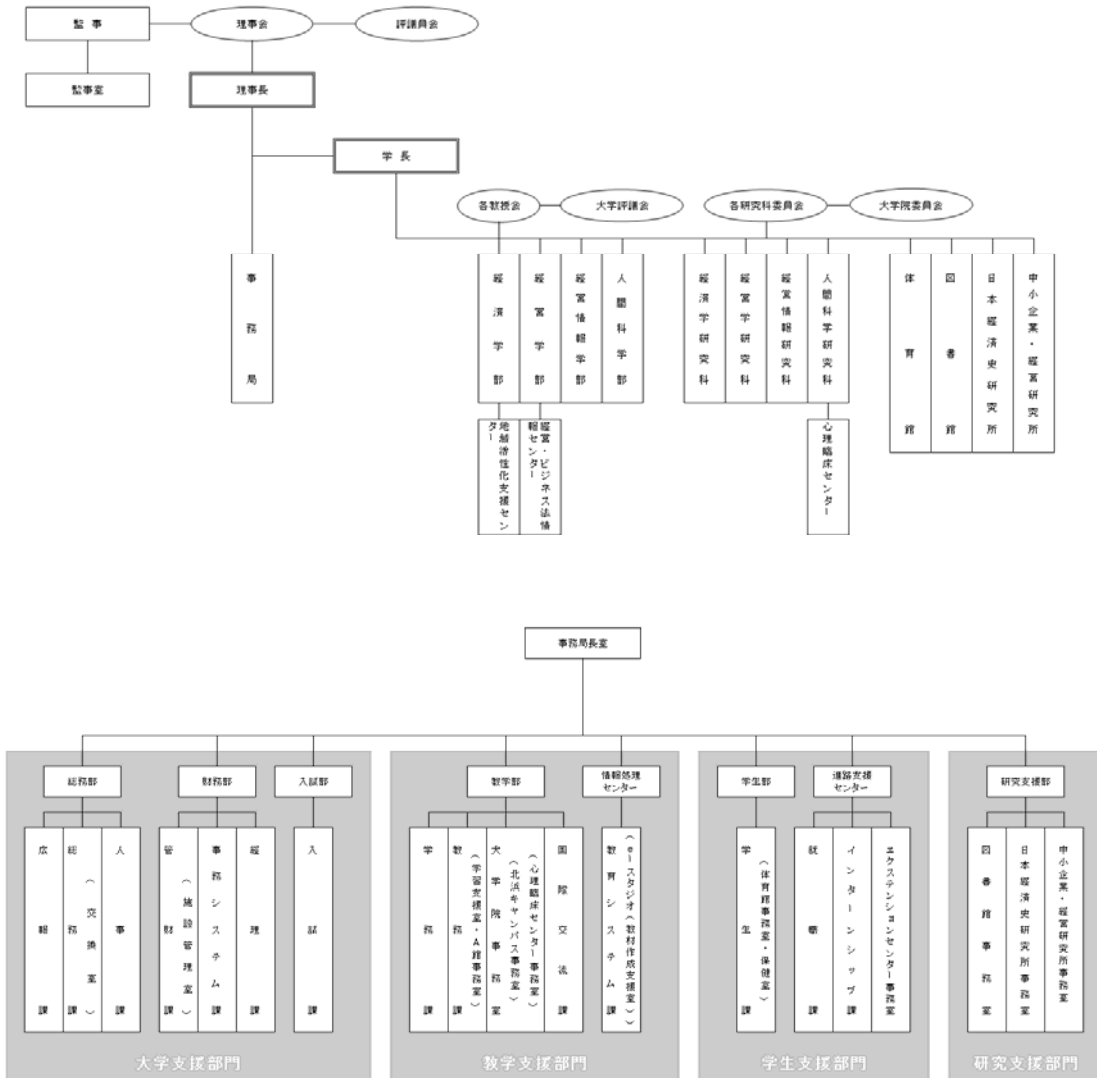 監事
理事会
評議員会
監事室
理事長
学長
各教授会
大学評議会
各研究科委員会
大学院委員会
事務局
経済学部
経営学部
経営情報学部
人間科学部
経済学研究科
経営学研究科
経営情報研究科
人間科学研究科
体育館
図書館
日本経済史研究所
中小企業・経営研究所
地域活性化支援セン
ター
経営・ビジネス法情
報センター
心理臨床センター
事務局長室
総務部
財務部
入試部
教学部
情報処理
センター
学生部
進路支援
センター
研究支援部
広報課
総務課
（交換室）
人事課
管財課
（施設管理室）
事務システム課
経理課
入試課
学務課
教務課
（学習支援室・A館事務室）
大学院事務室
（北浜キャンパス事務室）
（心理臨床センター事務室）
国際交流課
教育システム課
（eスタジオ（教材作成支援室））
学生課
（体育館事務室・保健室）
就職課
インターンシップ課
エクステンションセンター事務室
図書館事務室
日本経済史研究所事務室
中小企業・経営研究所事務室
大学支援部門
教学支援部門
学生支援部門
研究支援部門